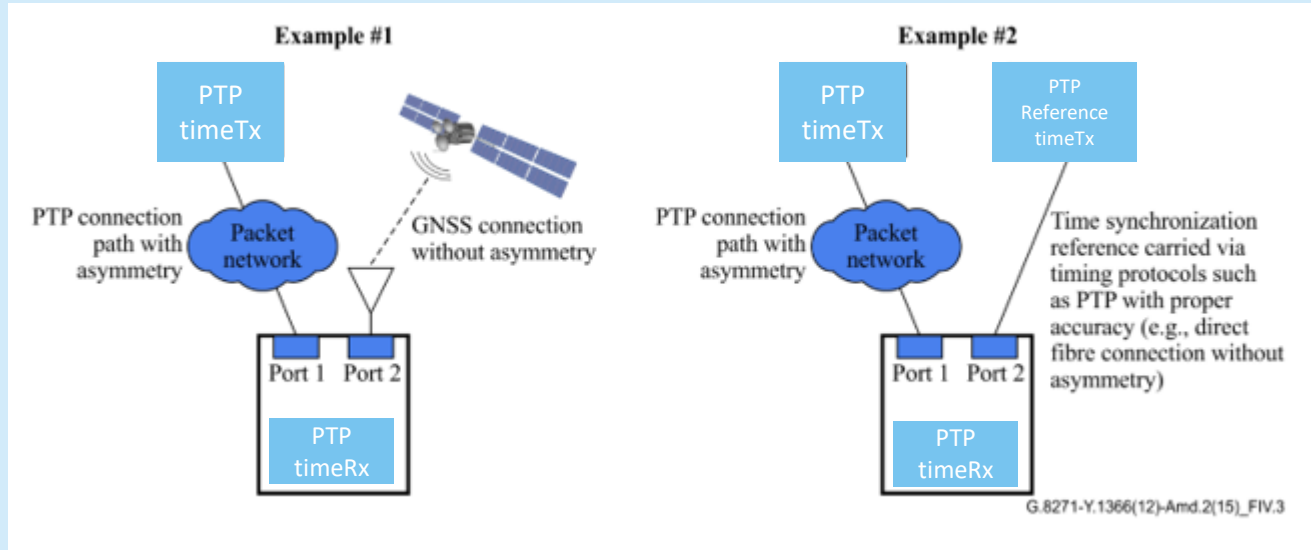 Example #1
PTP
timeTx
PTP connection
path with
asymmetry
Packet
network
GNSS connection
without asymmetry
Port 1
Port 2
PTP
timeRx
Example #2
PTP
timeTx
PTP
Reference
timeTx
PTP connection
path with
asymmetry
Packet
network
Time synchronization
reference carried via
timing protocols such
as PTP with proper
accuracy (e.g., direct
fibre connection without
asymmetry)
Port 1
Port 2
PTP
timeRx
G.8271-Y.1366(12)-Amd.2(15)_FIV.3